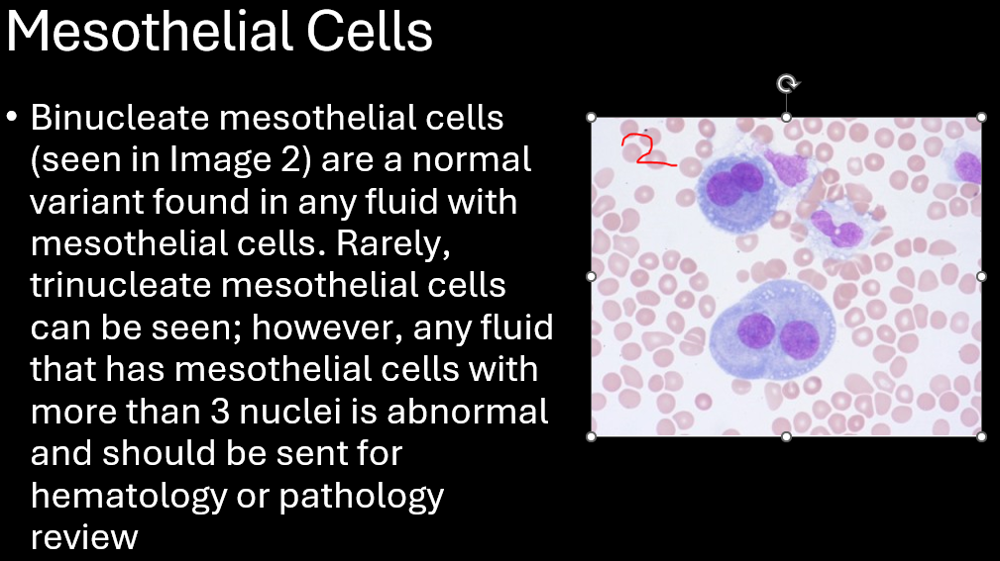 Mesothelial Cells
• Binucleate mesothelial cells
(seen in Image 2) are a normal
variant found in any fluid with
mesothelial cells. Rarely,
trinucleate mesothelial cells
can be seen; however, any fluid
that has mesothelial cells with
more than 3 nuclei is abnormal
and should be sent for
hematology or pathology
review
2